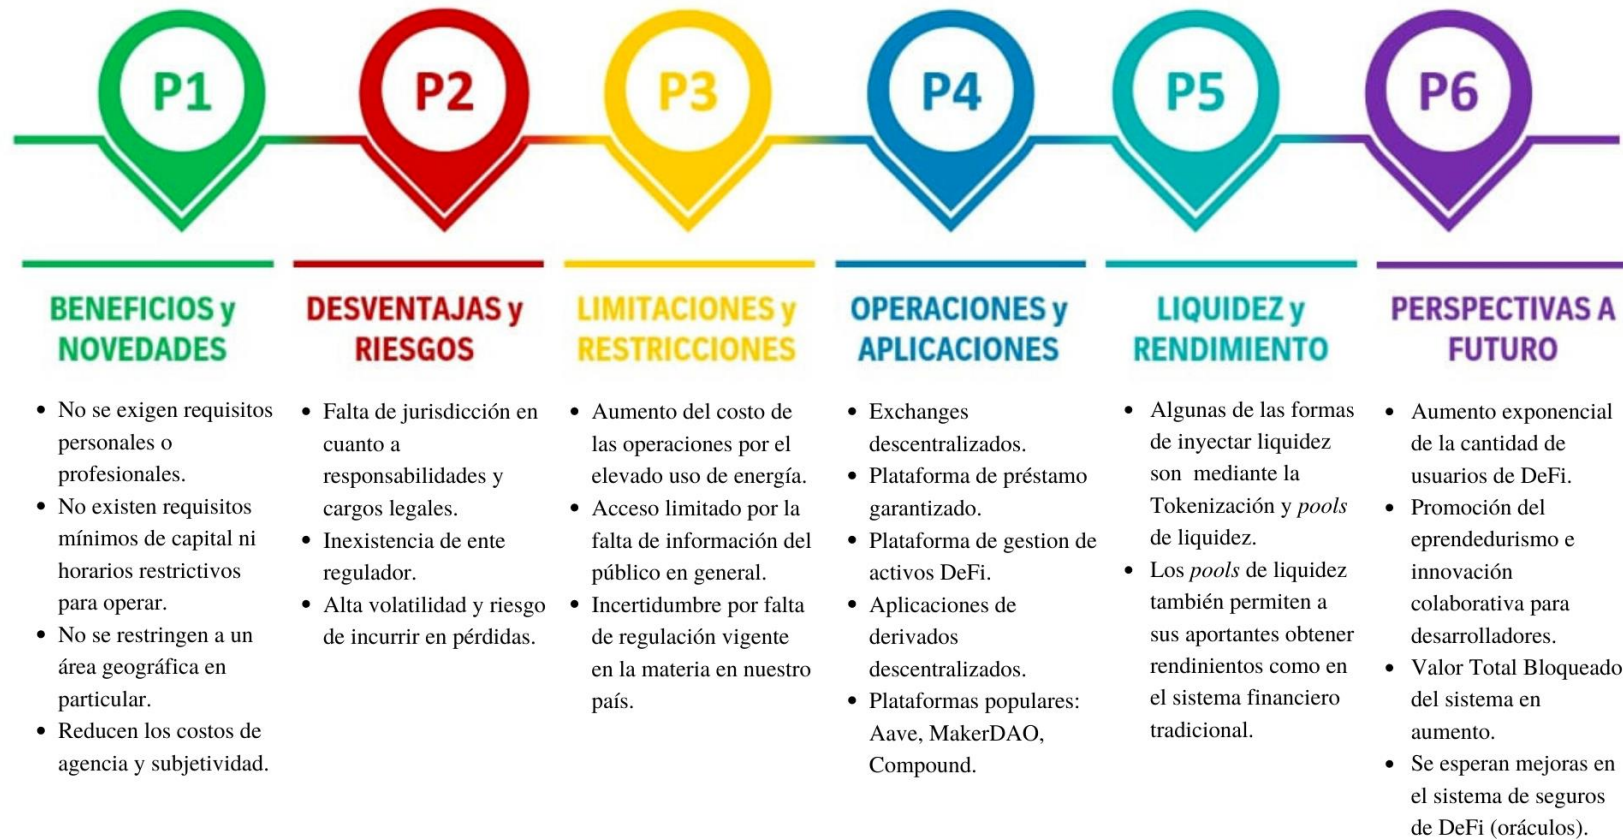 P1
P2
P3
P4
P5
P6
BENEFICIOS y
NOVEDADES
• No se exigen requisitos
personales o
profesionales.
• No existen requisitos
mínimos de capital ni
horarios restrictivos
para operar.
• No se restringen a un
área geográfica en
particular.
• Reducen los costos de
agencia y subjetividad.
DESVENTAJAS y
RIESGOS
• Falta de jurisdicción en
cuanto a
responsabilidades y
cargos legales.
• Inexistencia de ente
regulador.
• Alta volatilidad y riesgo
de incurrir en pérdidas.
LIMITACIONES y
RESTRICCIONES
• Aumento del costo de
las operaciones por el
elevado uso de energía.
• Acceso limitado por la
falta de información del
público en general.
• Incertidumbre por falta
de regulación vigente
en la materia en nuestro
país.
OPERACIONES y
APLICACIONES
• Exchanges
descentralizados.
• Plataforma de préstamo
garantizado.
• Plataforma de gestion de
activos DeFi.
• Aplicaciones de
derivados
descentralizados.
• Plataformas populares:
Aave, MakerDAO,
Compound.
LIQUIDEZ y
RENDIMIENTO
• Algunas de las formas
de inyectar liquidez
son mediante la
Tokenización y pools
de liquidez.
• Los pools de liquidez
también permiten a
sus aportantes obtener
rendimientos como en
el sistema financiero
tradicional.
PERSPECTIVAS A
FUTURO
• Aumento exponencial
de la cantidad de
usuarios de DeFi.
• Promoción del
eprendedurismo e
innovación
colaborativa para
desarrolladores.
• Valor Total Bloqueado
del sistema en
aumento.
• Se esperan mejoras en
el sistema de seguros
de DeFi (oráculos).